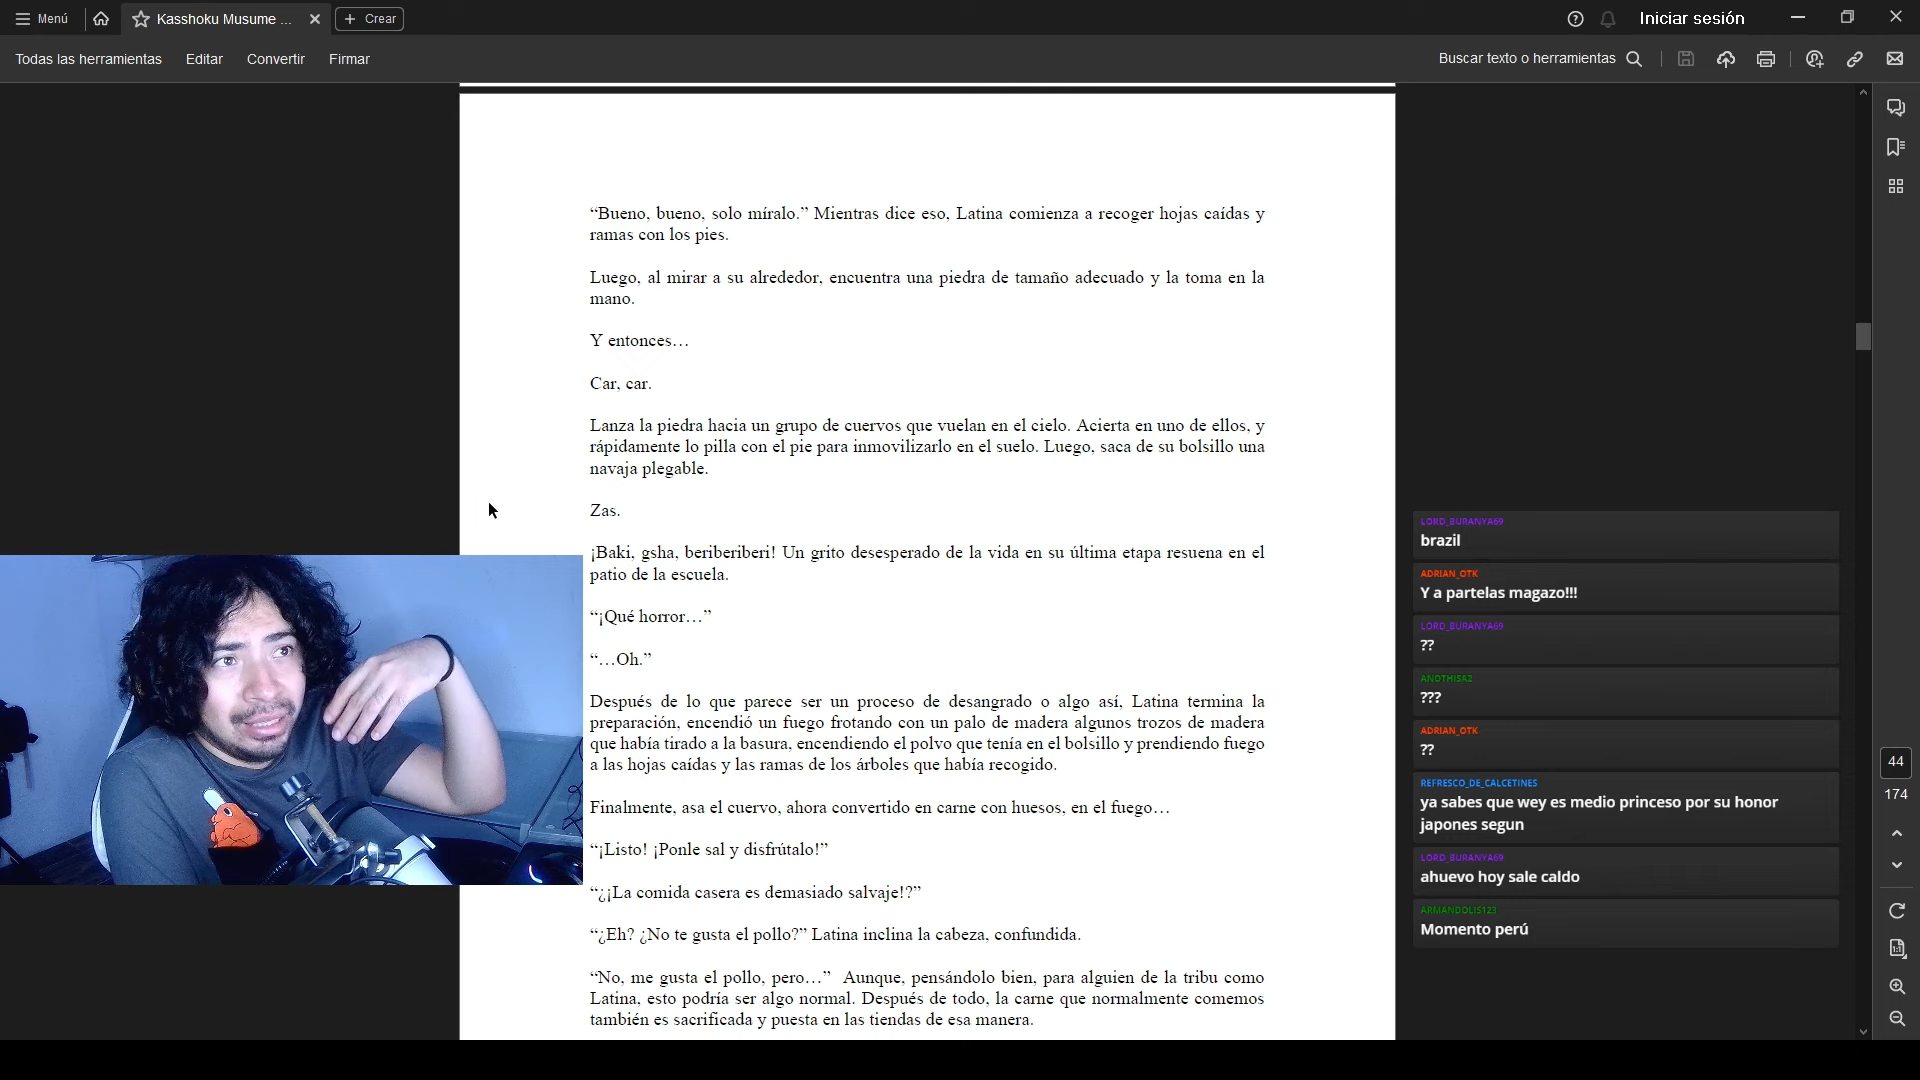 Menú
Kasshoku Musume ...
Crear
Iniciar sesión
Todas las herramientas
Editar
Convertir
Firmar
Buscar texto o herramientas
“Bueno, bueno, solo míralo.” Mientras dice eso, Latina comienza a recoger hojas caídas y
ramas con los pies.
Luego, al mirar a su alrededor, encuentra una piedra de tamaño adecuado y la toma en la
mano.
Y entonces…
Car, car.
Lanza la piedra hacia un grupo de cuervos que vuelan en el cielo. Acierta en uno de ellos, y
rápidamente lo pilla con el pie para inmovilizarlo en el suelo. Luego, saca de su bolsillo una
navaja plegable.
Zas.
¡Baki, gsha, beriberiberi! Un grito desesperado de la vida en su última etapa resuena en el
patio de la escuela.
“¡Qué horror…”
“…Oh.”
Después de lo que parece ser un proceso de desangrado o algo así, Latina termina la
preparación, encendió un fuego frotando con un palo de madera algunos trozos de madera
que había tirado a la basura, encendiendo el polvo que tenía en el bolsillo y prendiendo fuego
a las hojas caídas y las ramas de los árboles que había recogido.
Finalmente, asa el cuervo, ahora convertido en carne con huesos, en el fuego…
“¡Listo! ¡Ponle sal y disfrútalo!”
“¿¡La comida casera es demasiado salvaje!?”
“¿Eh? ¿No te gusta el pollo?” Latina inclina la cabeza, confundida.
“No, me gusta el pollo, pero…” Aunque, pensándolo bien, para alguien de la tribu como
Latina, esto podría ser algo normal. Después de todo, la carne que normalmente comemos
también es sacrificada y puesta en las tiendas de esa manera.
LORD_BURANYA69
brazil
ADRIAN_OTK
Y a partelas magazo!!!
LORD_BURANYA69
??
ANOTHISA2
???
ADRIAN_OTK
??
REFRESCO_DE_CALCETINES
ya sabes que wey es medio princeso por su honor
japones segun
LORD_BURANYA69
ahuevo hoy sale caldo
ARMANDOLIS123
Momento perú
44
174
1:1